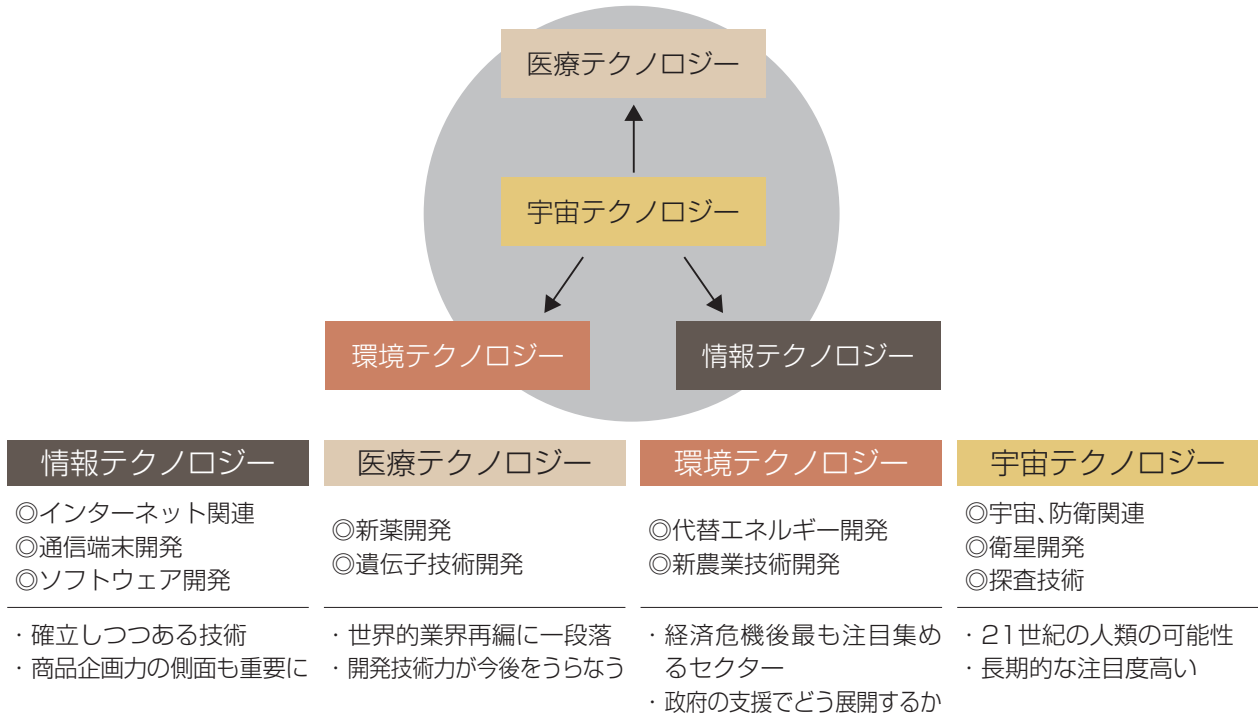 医療テクノロジー
宇宙テクノロジー
環境テクノロジー
情報テクノロジー
情報テクノロジー
◎インターネット関連
◎通信端末開発
◎ソフトウェア開発
・確立しつつある技術
・商品企画力の側面も重要に
医療テクノロジー
◎新薬開発
◎遺伝子技術開発
・世界的業界再編に一段落
・開発技術力が今後をうらなう
環境テクノロジー
◎代替エネルギー開発
◎新農業技術開発
・経済危機後最も注目集め
るセクター
・政府の支援でどう展開するか
宇宙テクノロジー
◎宇宙、防衛関連
◎衛星開発
◎探査技術
・21世紀の人類の可能性
・長期的な注目度高い